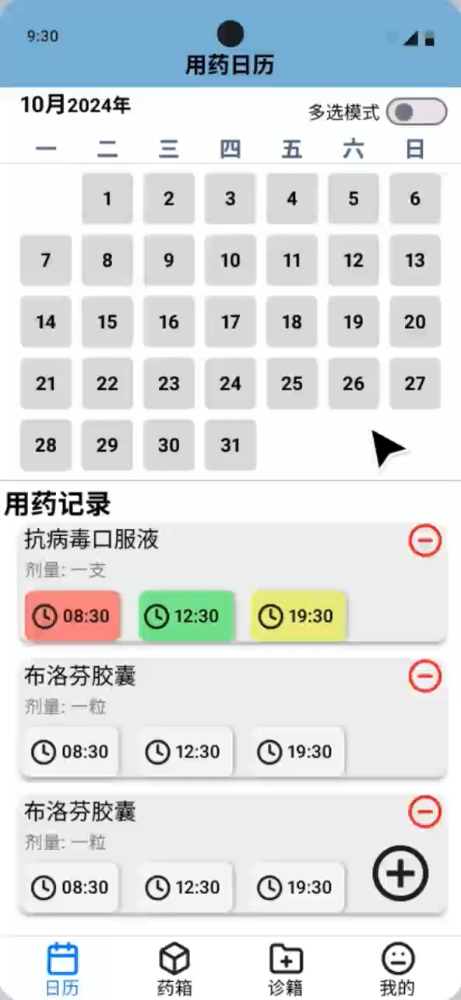 9:30
用药日历
10月2024年
多选模式
一 二 三 四 五 六 日
1 2 3 4 5 6
7 8 9 10 11 12 13
14 15 16 17 18 19 20
21 22 23 24 25 26 27
28 29 30 31
用药记录
抗病毒口服液
剂量: 一支
08:30 12:30 19:30
布洛芬胶囊
剂量: 一粒
08:30 12:30 19:30
布洛芬胶囊
剂量: 一粒
08:30 12:30 19:30
日历 药箱 诊籍 我的